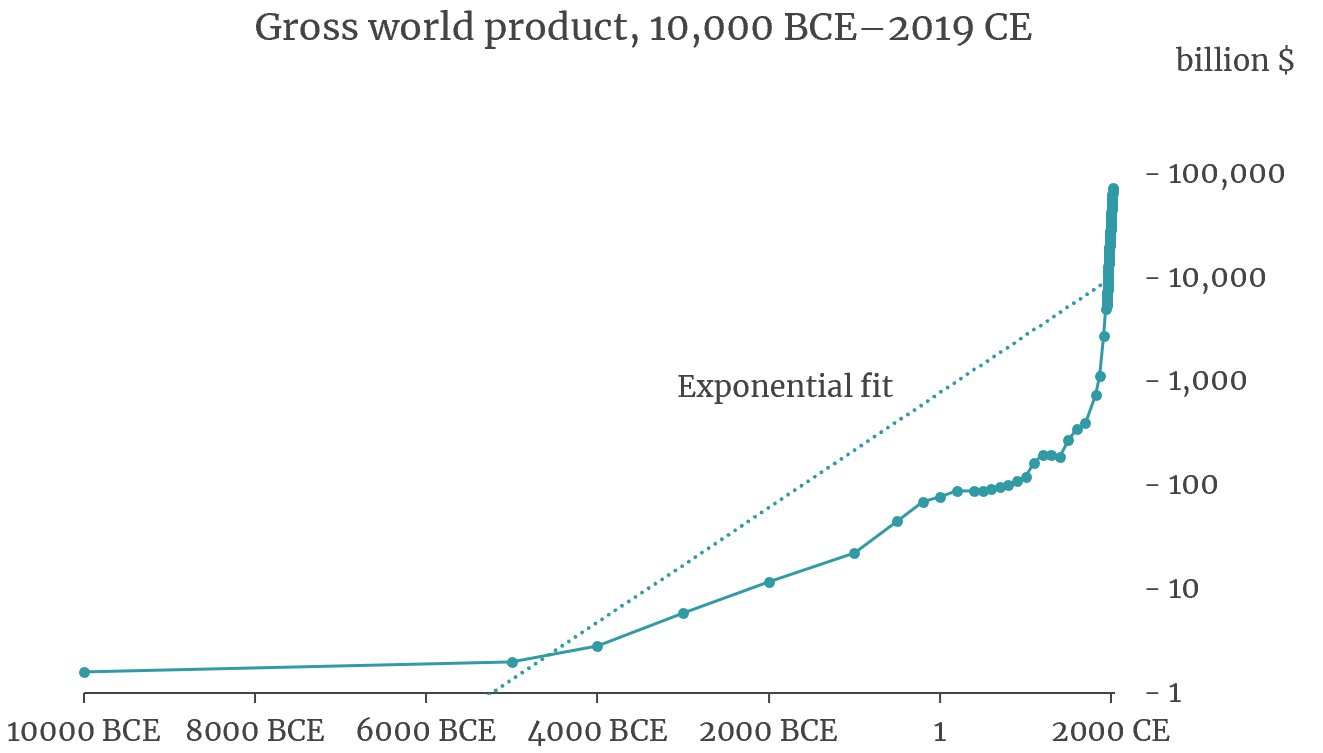 Gross world product, 10,000 BCE–2019 CE
billion $
– 100,000
– 10,000
Exponential fit
– 1,000
– 100
– 10
– 1
10000 BCE 8000 BCE 6000 BCE 4000 BCE 2000 BCE 1 2000 CE